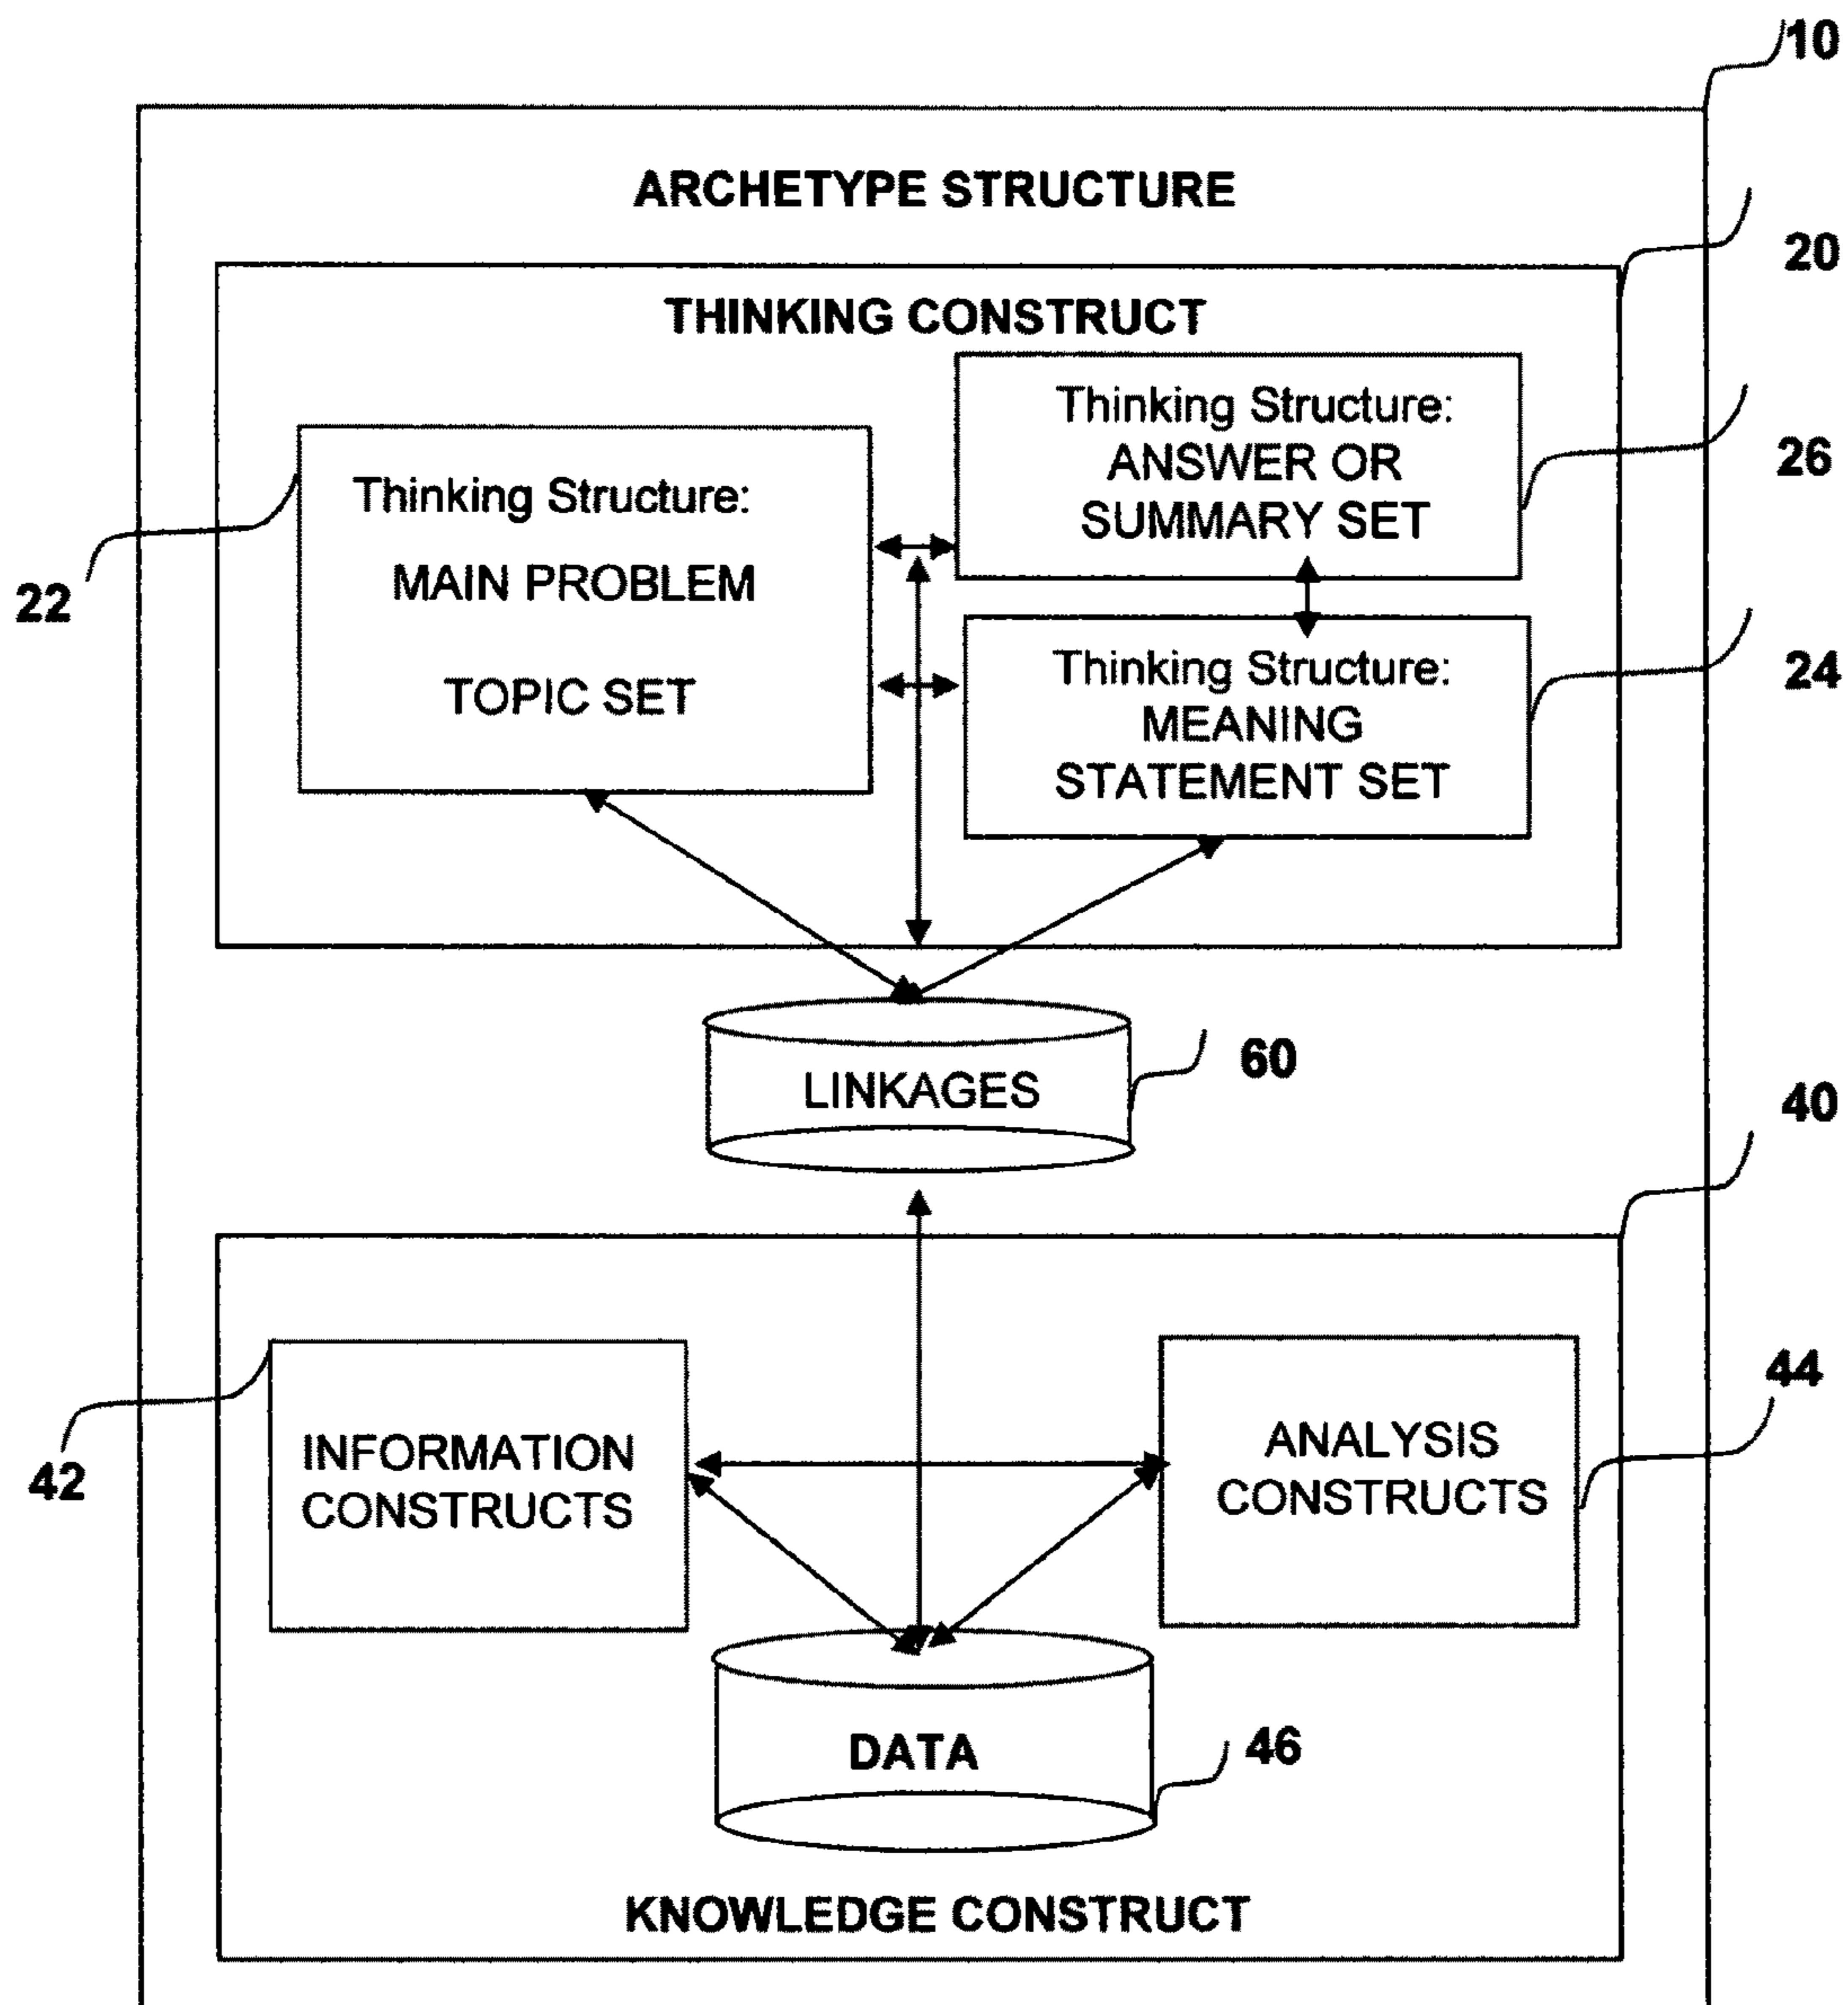 10
ARCHETYPE STRUCTURE
20
THINKING CONSTRUCT
Thinking Structure:
ANSWER OR
SUMMARY SET
26
Thinking Structure:
MAIN PROBLEM
TOPIC SET
22
Thinking Structure:
MEANING
STATEMENT SET
24
LINKAGES
60
40
INFORMATION
CONSTRUCTS
42
ANALYSIS
CONSTRUCTS
44
DATA
46
KNOWLEDGE CONSTRUCT